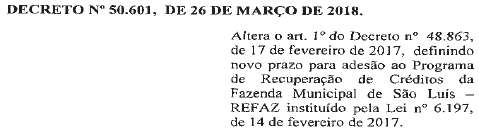 DECRETO Nº 50.601, DE 26 DE MARÇO DE 2018.
Altera o art. 1º do Decreto nº 48.863,
de 17 de fevereiro de 2017, definindo
novo prazo para adesão ao Programa
de Recuperação de Créditos da
Fazenda Municipal de São Luís –
REFAZ instituído pela Lei nº 6.197,
de 14 de fevereiro de 2017.